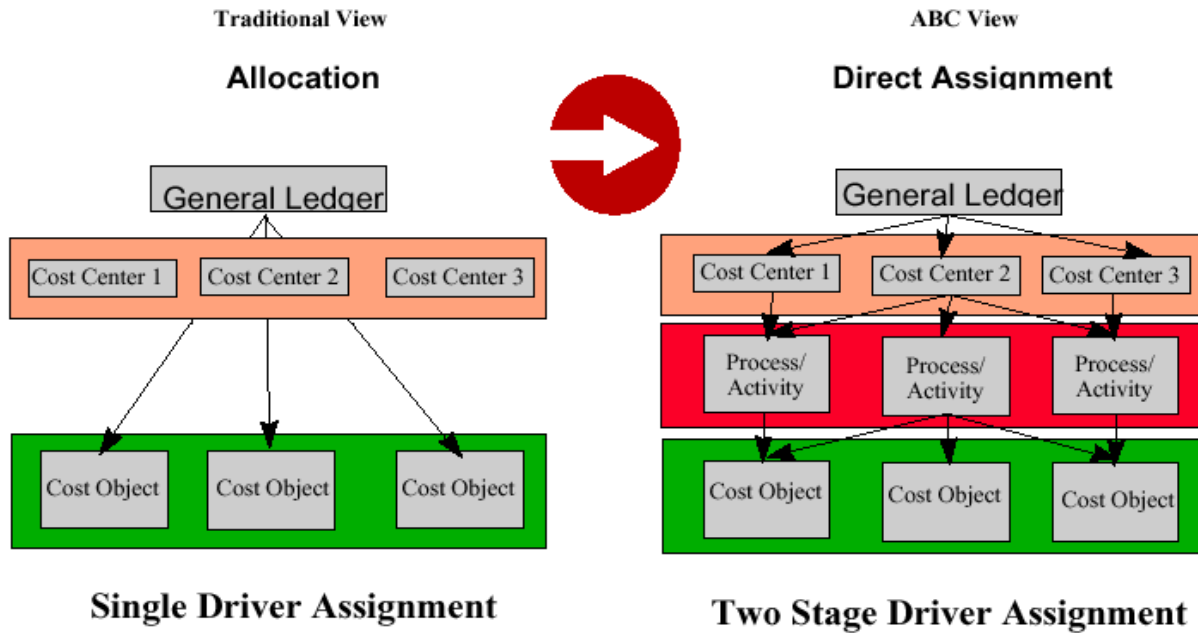 Traditional View
Allocation
General Ledger
Cost Center 1
Cost Center 2
Cost Center 3
Cost Object
Cost Object
Cost Object
Single Driver Assignment
ABC View
Direct Assignment
General Ledger
Cost Center 1
Cost Center 2
Cost Center 3
Process/
Activity
Process/
Activity
Process/
Activity
Cost Object
Cost Object
Cost Object
Two Stage Driver Assignment